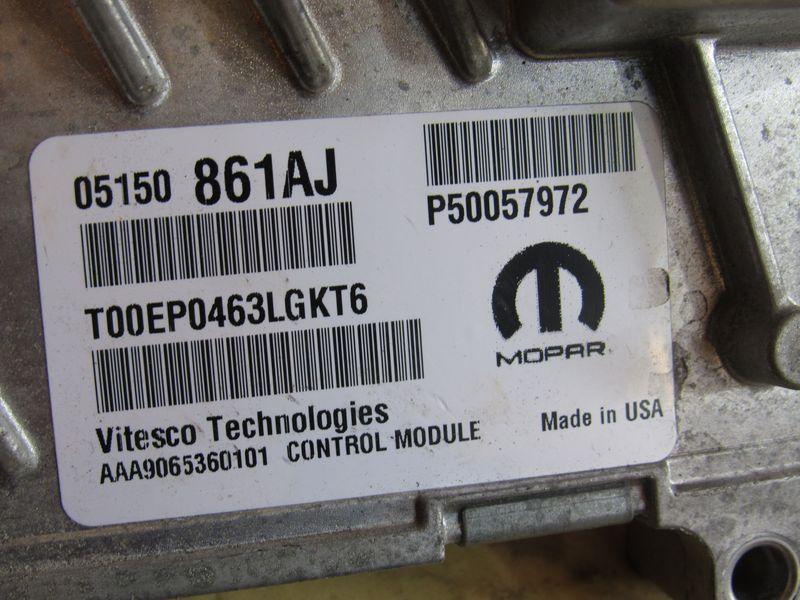 05150 861AJ
P50057972
T00EP0463LGKT6
MOPAR
Vitesco Technologies
AAA9065360101 CONTROL MODULE
Made in USA